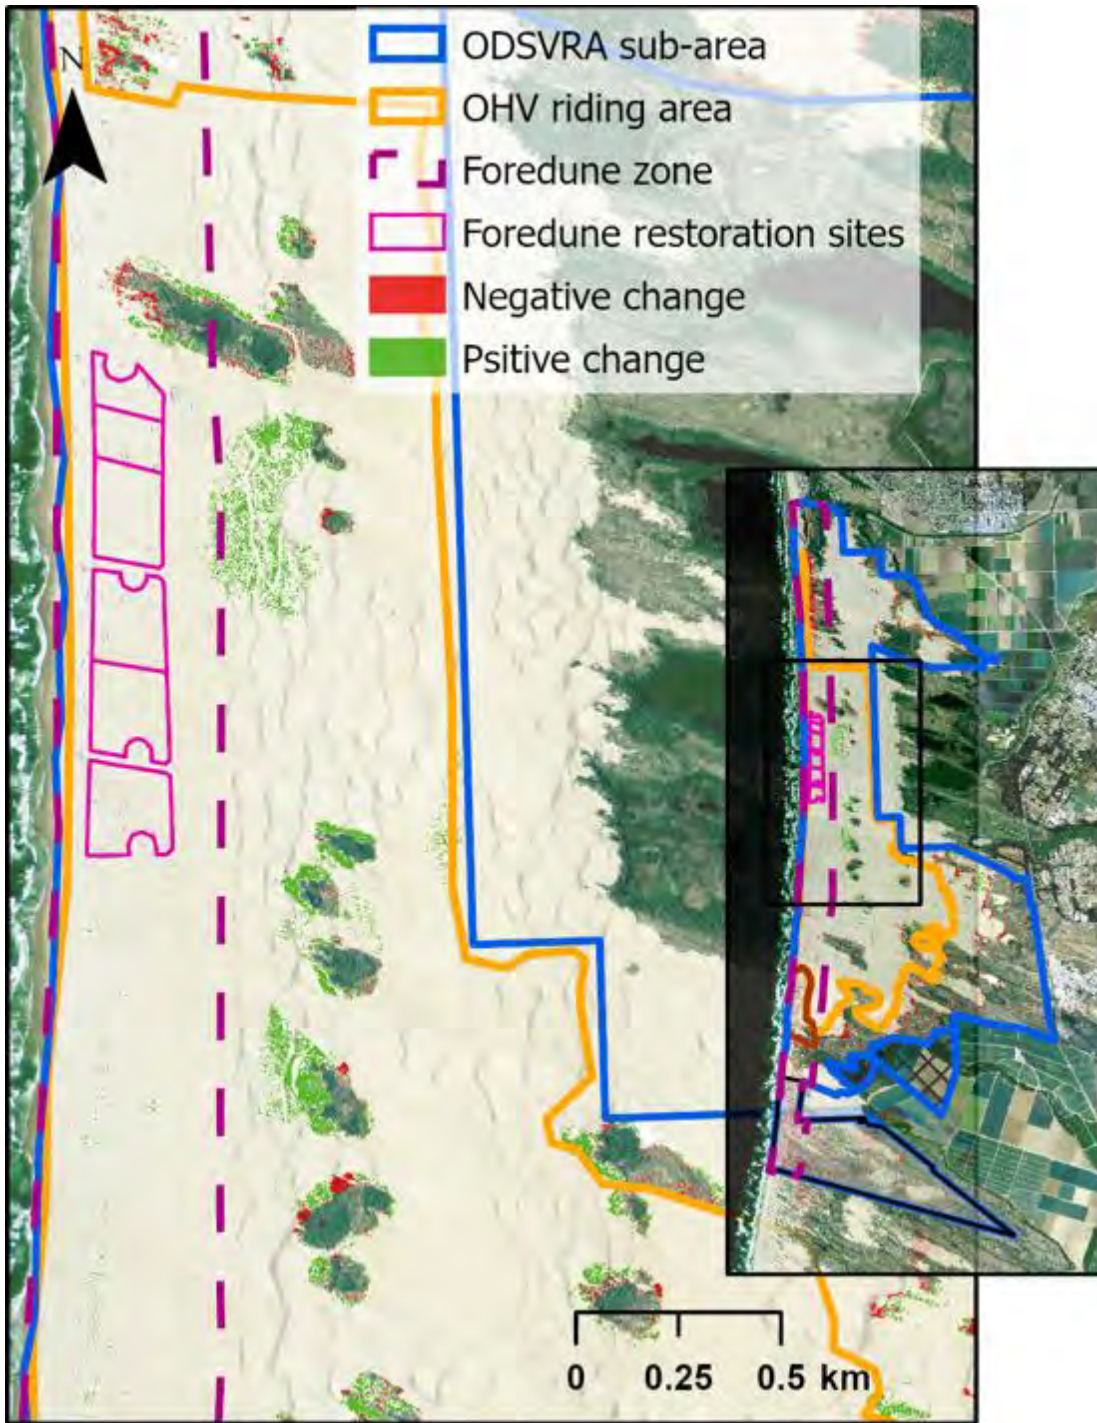 N
ODSVRA sub-area
OHV riding area
Foredune zone
Foredune restoration sites
Negative change
Psitive change
0 0.25 0.5 km